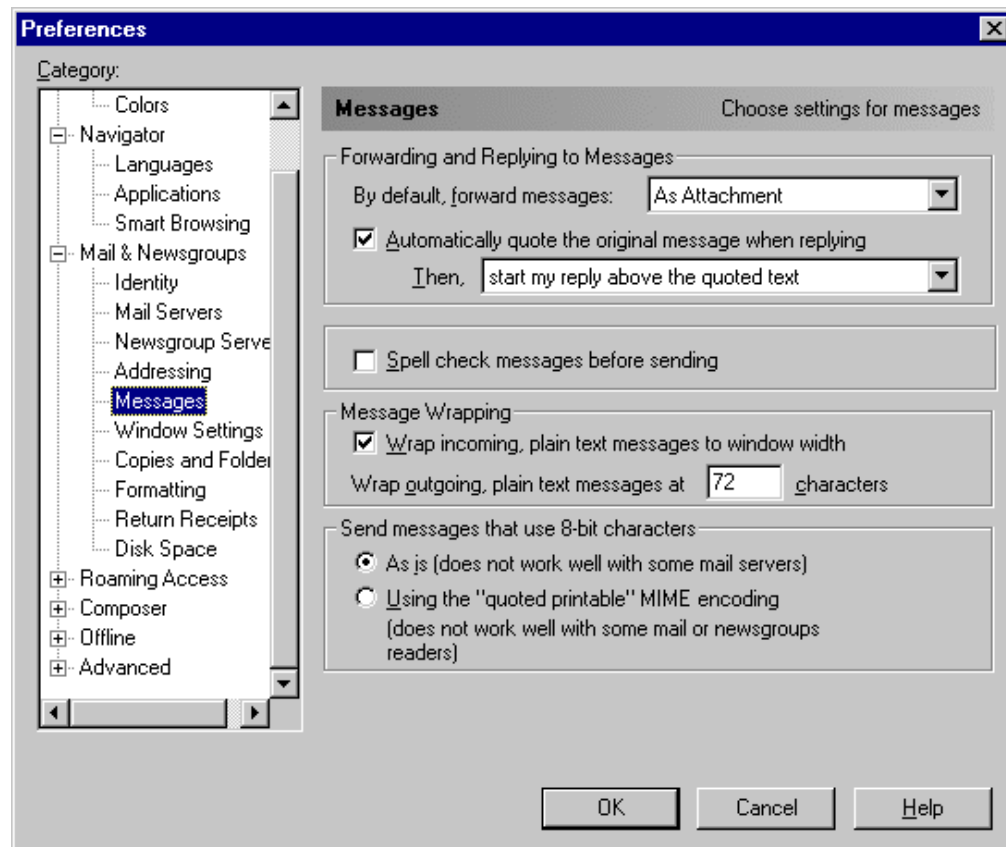 Preferences
Category:
Colors
Navigator
Languages
Applications
Smart Browsing
Mail & Newsgroups
Identity
Mail Servers
Newsgroup Serve
Addressing
Messages
Window Settings
Copies and Folder
Formatting
Return Receipts
Disk Space
Roaming Access
Composer
Offline
Advanced
Messages Choose settings for messages
Forwarding and Replying to Messages
By default, forward messages: As Attachment
Automatically quote the original message when replying
Then, start my reply above the quoted text
Spell check messages before sending
Message Wrapping
Wrap incoming, plain text messages to window width
Wrap outgoing, plain text messages at 72 characters
Send messages that use 8-bit characters
As is (does not work well with some mail servers)
Using the "quoted printable" MIME encoding
(does not work well with some mail or newsgroups
readers)
OK Cancel Help